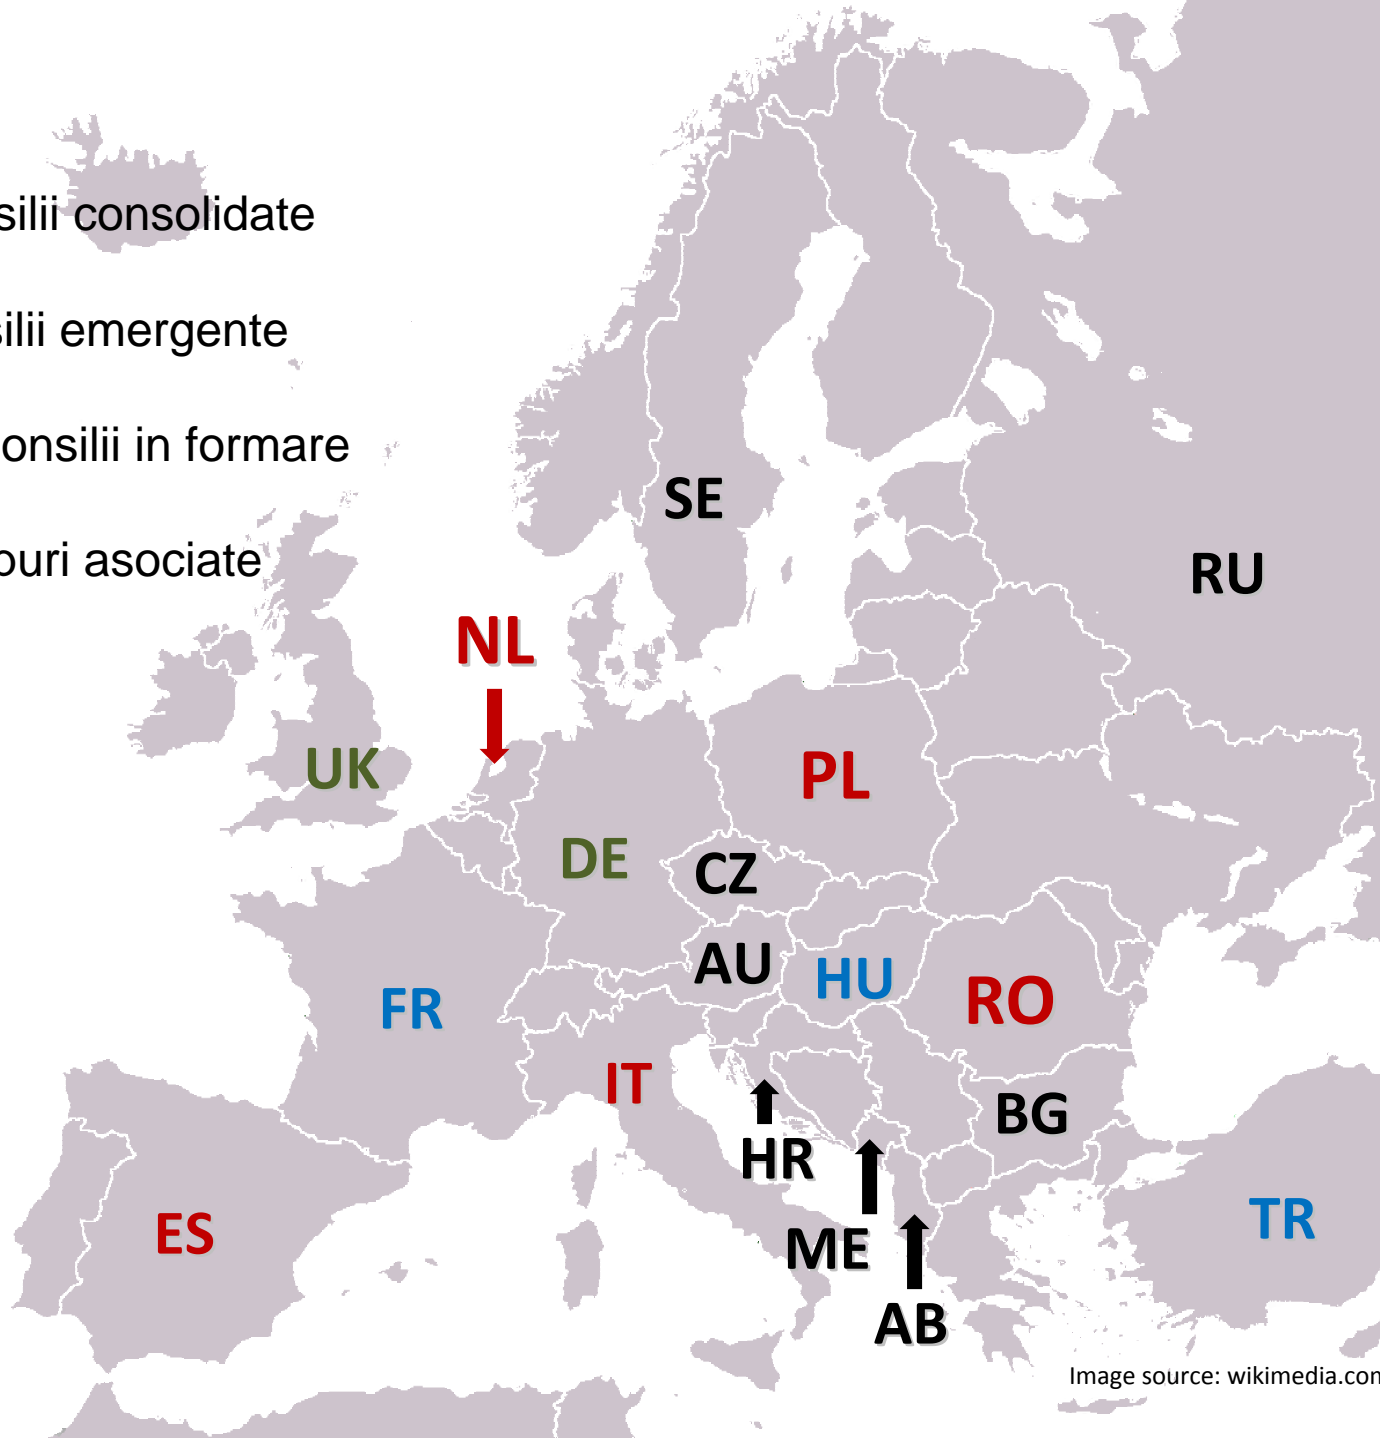 silii consolidate
silii emergente
onsilii in formare
puri asociate
SE
RU
NL
UK
PL
DE
CZ
AU
HU
RO
FR
IT
BG
HR
ES
TR
ME
AB
Image source: wikimedia.com